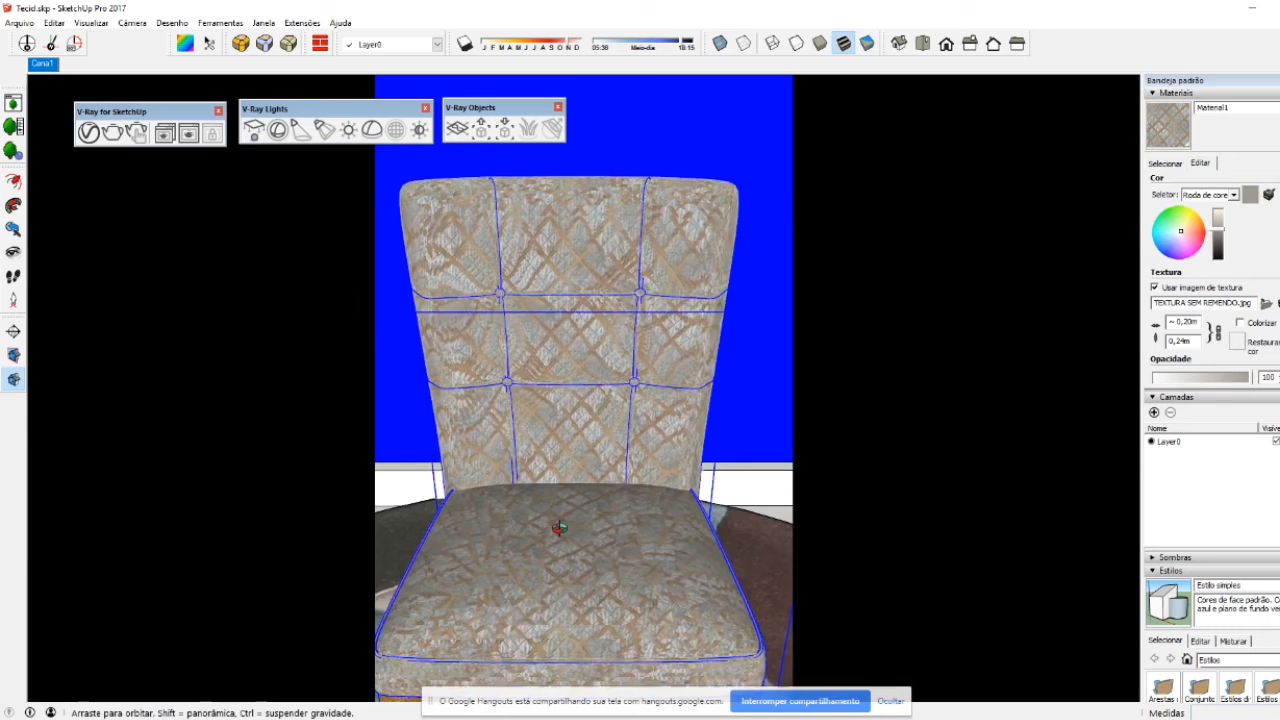 Tecid.skp - SketchUp Pro 2017
Arquivo Editar Visualizar Câmera Desenho Ferramentas Janela Extensões Ajuda
Layer0
J F M A M J J A S O N D
05:38 Meio-dia 18:15
Cena1
V-Ray for SketchUp
V-Ray Lights
V-Ray Objects
Bandeja padrão
Materiais
Material1
Selecionar Editar
Cor
Seletor: Roda de core
Textura
Usar imagem de textura
TEXTURA SEM REMENDO.jpg
~ 0,20m
Colorizar
0,24m
Restaurar
cor
Opacidade
100
Camadas
Nome Visíve
Layer0
Sombras
Estilos
Estilo simples
Cores de face padrão. C
azul e plano de fundo ve
Selecionar Editar Misturar
Estilos
Arestas r Conjunto Estilos di Estilos
O Google Hangouts está compartilhando sua tela com hangouts.google.com.
Interromper compartilhamento
Ocultar
Arraste para orbitar. Shift = panorâmica, Ctrl = suspender gravidade.
Medidas